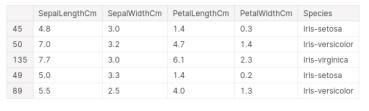 SepalLengthCm SepalWidthCm PetalLengthCm PetalWidthCm Species
45 4.8 3.0 1.4 0.3 Iris-setosa
50 7.0 3.2 4.7 1.4 Iris-versicolor
135 7.7 3.0 6.1 2.3 Iris-virginica
49 5.0 3.3 1.4 0.2 Iris-setosa
89 5.5 2.5 4.0 1.3 Iris-versicolor